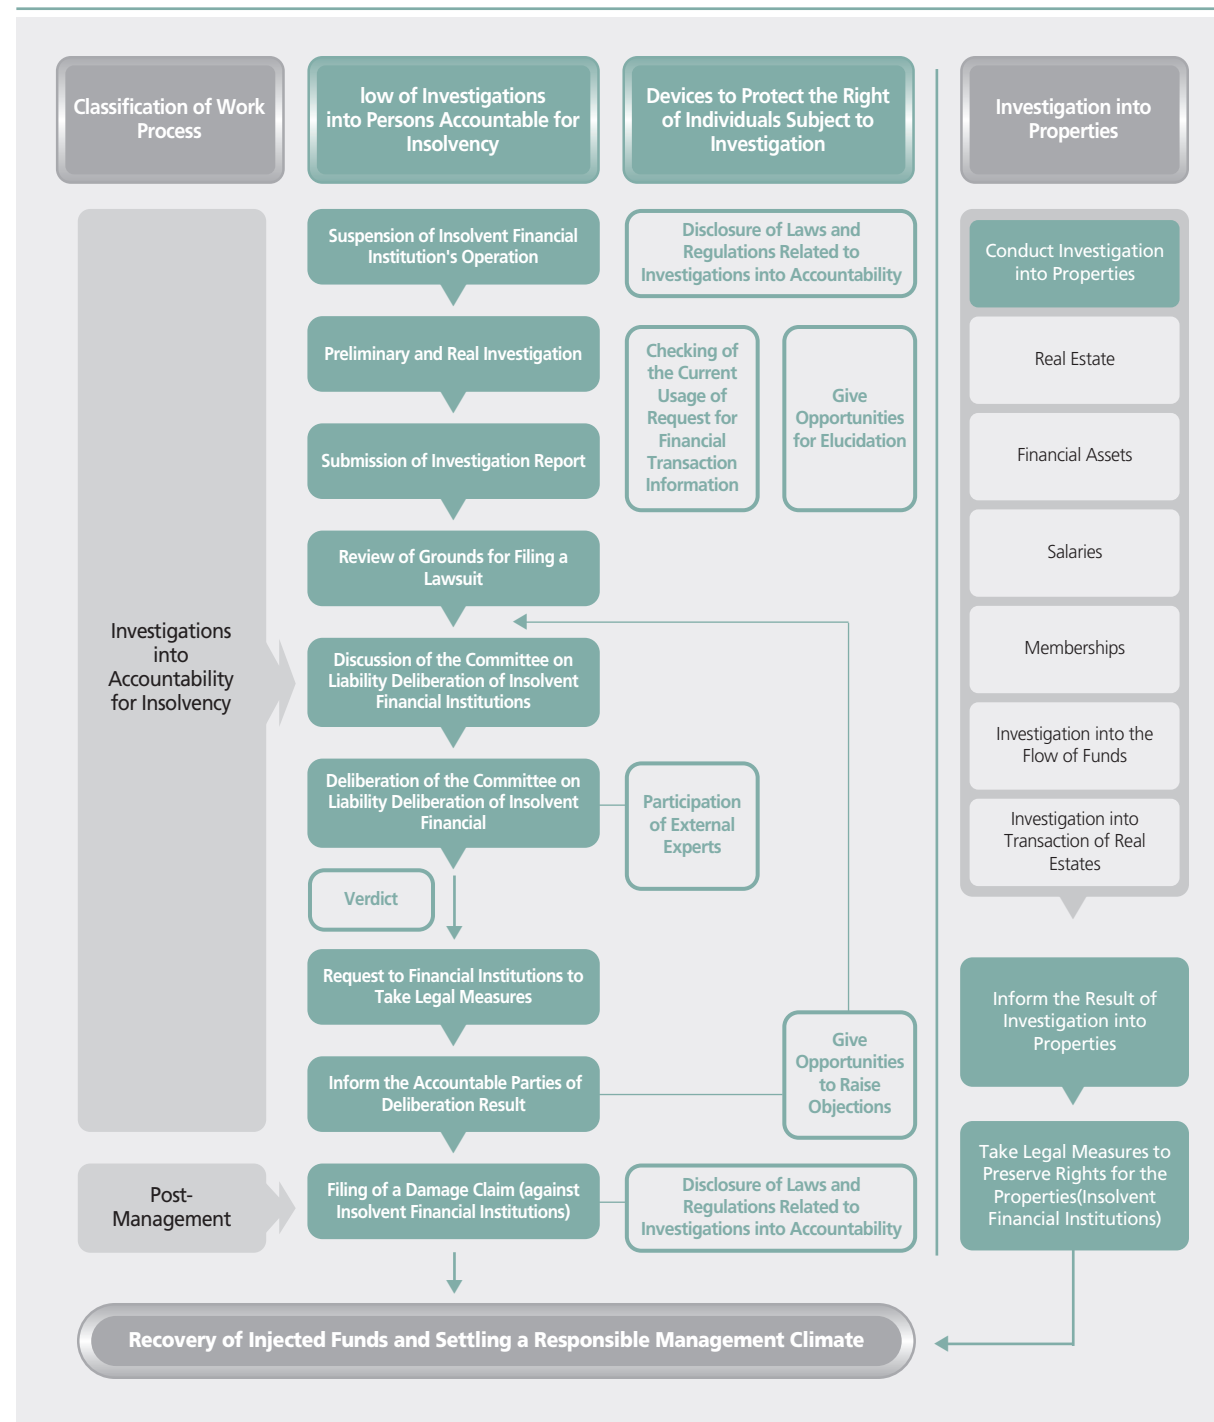 Classification of Work
Process
low of Investigations
into Persons Accountable for
Insolvency
Devices to Protect the Right
of Individuals Subject to
Investigation
Investigation into
Properties
Investigations
into
Accountability
for Insolvency
Post-
Management
Suspension of Insolvent Financial
Institution's Operation
Preliminary and Real Investigation
Submission of Investigation Report
Review of Grounds for Filing a
Lawsuit
Discussion of the Committee on
Liability Deliberation of Insolvent
Financial Institutions
Deliberation of the Committee on
Liability Deliberation of Insolvent
Financial
Verdict
Request to Financial Institutions to
Take Legal Measures
Inform the Accountable Parties of
Deliberation Result
Filing of a Damage Claim (against
Insolvent Financial Institutions)
Disclosure of Laws and
Regulations Related to
Investigations into Accountability
Checking of
the Current
Usage of
Request for
Financial
Transaction
Information
Give
Opportunities
for Elucidation
Participation
of External
Experts
Give
Opportunities
to Raise
Objections
Disclosure of Laws and
Regulations Related to
Investigations into Accountability
Conduct Investigation
into Properties
Real Estate
Financial Assets
Salaries
Memberships
Investigation into the
Flow of Funds
Investigation into
Transaction of Real
Estates
Inform the Result of
Investigation into
Properties
Take Legal Measures to
Preserve Rights for the
Properties(Insolvent
Financial Institutions)
Recovery of Injected Funds and Settling a Responsible Management Climate